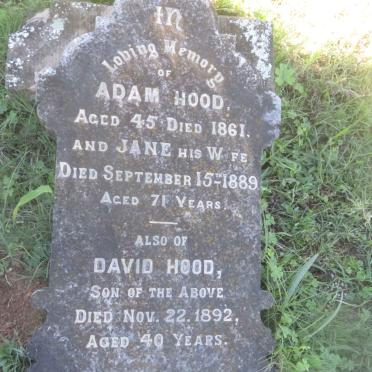 In
Loving Memory
OF
ADAM HOOD,
AGED 45 DIED 1861.
AND JANE HIS WIFE
DIED SEPTEMBER 15TH 1889
AGED 71 YEARS.
ALSO OF
DAVID HOOD,
SON OF THE ABOVE
DIED NOV. 22. 1892,
AGED 40 YEARS.